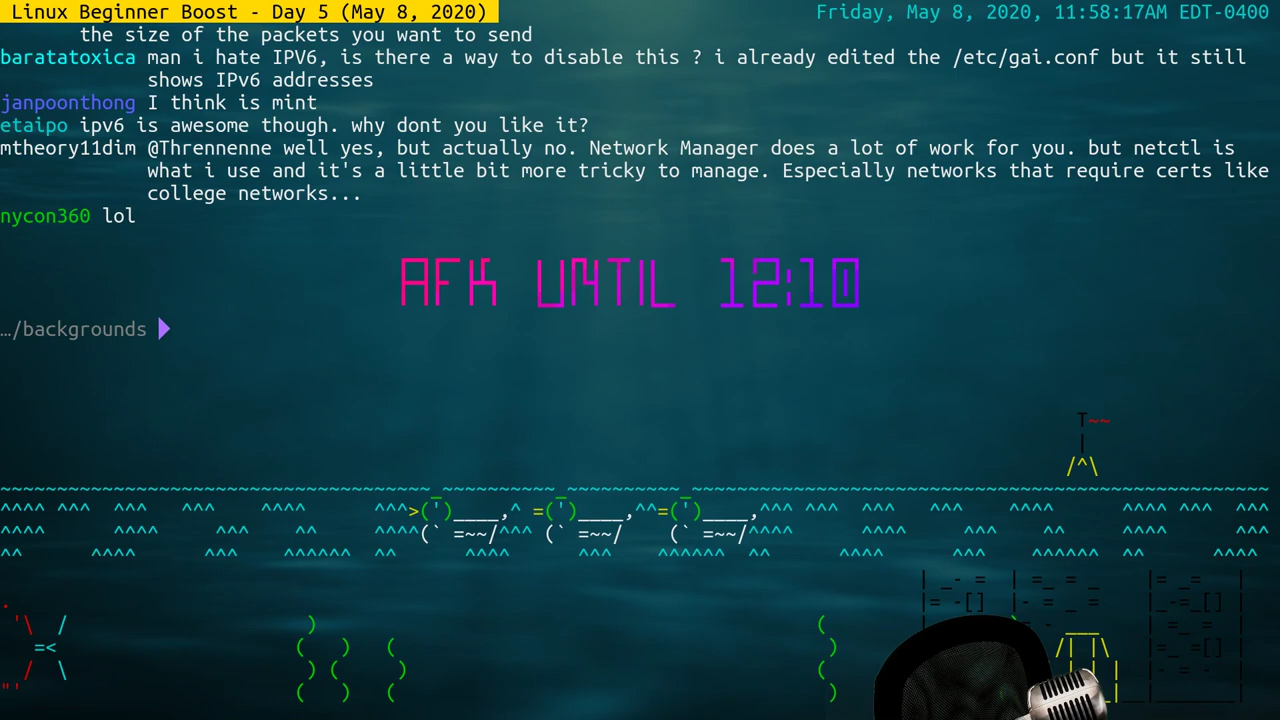 Linux Beginner Boost - Day 5 (May 8, 2020)
Friday, May 8, 2020, 11:58:17AM EDT-0400
the size of the packets you want to send
baratatoxica man i hate IPV6, is there a way to disable this ? i already edited the /etc/gai.conf but it still
shows IPv6 addresses
janpoonthong I think is mint
etaipo ipv6 is awesome though. why dont you like it?
mtheory11dim @Thrennenne well yes, but actually no. Network Manager does a lot of work for you. but netctl is
what i use and it's a little bit more tricky to manage. Especially networks that require certs like
college networks...
nycon360 lol
AFK UNTIL 12:10
…/backgrounds